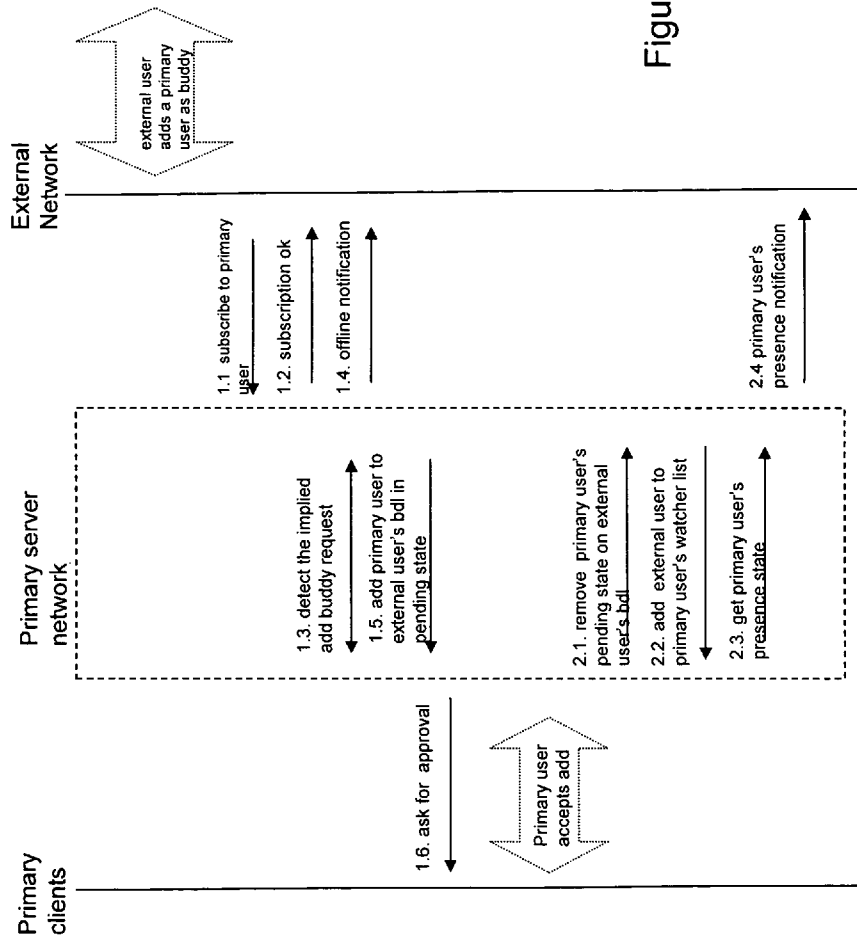 Primary
clients
Primary server
network
External
Network
external user
adds a primary
user as buddy
1.1 subscribe to primary
user
1.2. subscription ok
1.3. detect the implied
add buddy request
1.4. offline notification
1.5. add primary user to
external user's bdl in
pending state
1.6. ask for approval
Primary user
accepts add
2.1. remove primary user's
pending state on external
user's bdl
2.2. add external user to
primary user's watcher list
2.3. get primary user's
presence state
2.4 primary user's
presence notification
Figu